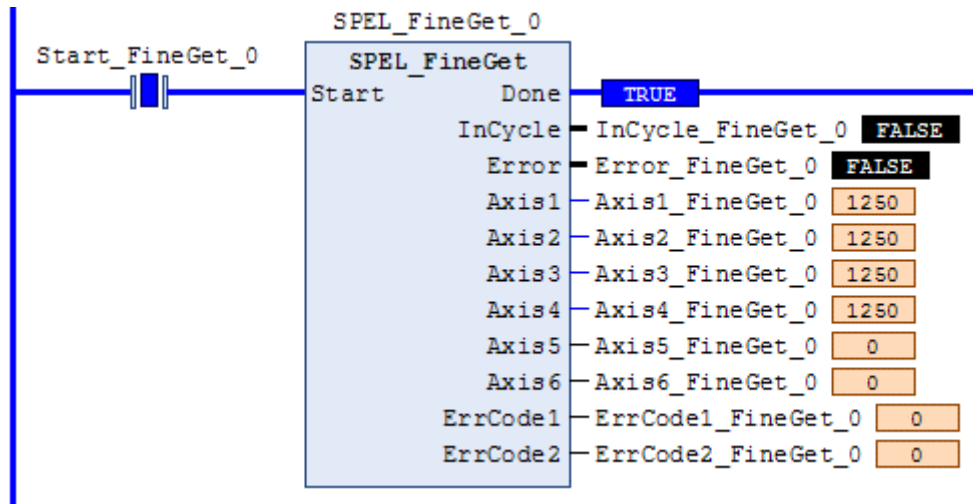 SPEL_FineGet_0
Start_FineGet_0
SPEL_FineGet
Start Done TRUE
InCycle InCycle_FineGet_0 FALSE
Error Error_FineGet_0 FALSE
Axis1 Axis1_FineGet_0 1250
Axis2 Axis2_FineGet_0 1250
Axis3 Axis3_FineGet_0 1250
Axis4 Axis4_FineGet_0 1250
Axis5 Axis5_FineGet_0 0
Axis6 Axis6_FineGet_0 0
ErrCode1 ErrCode1_FineGet_0 0
ErrCode2 ErrCode2_FineGet_0 0